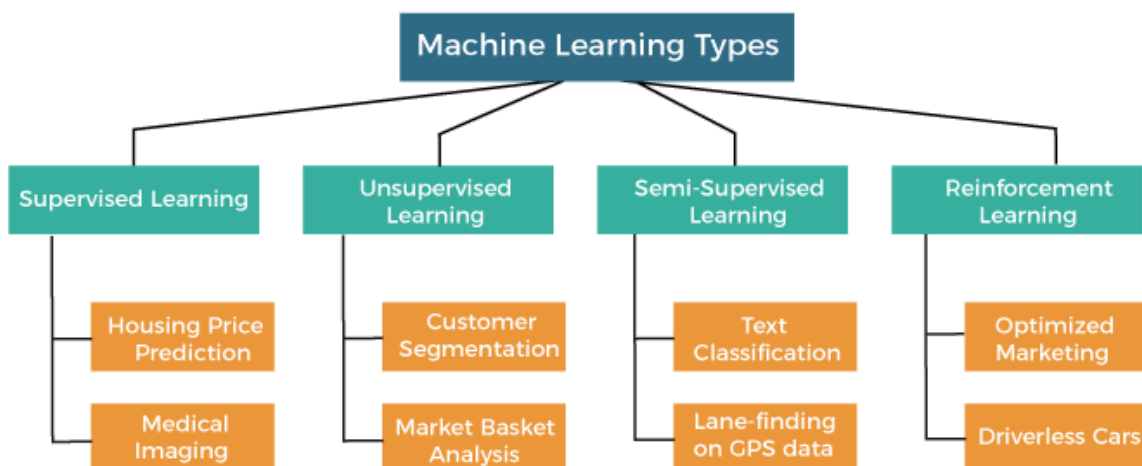 Machine Learning Types
Supervised Learning
Unsupervised
Learning
Semi-Supervised
Learning
Reinforcement
Learning
Housing Price
Prediction
Customer
Segmentation
Text
Classification
Optimized
Marketing
Medical
Imaging
Market Basket
Analysis
Lane-finding
on GPS data
Driverless Cars